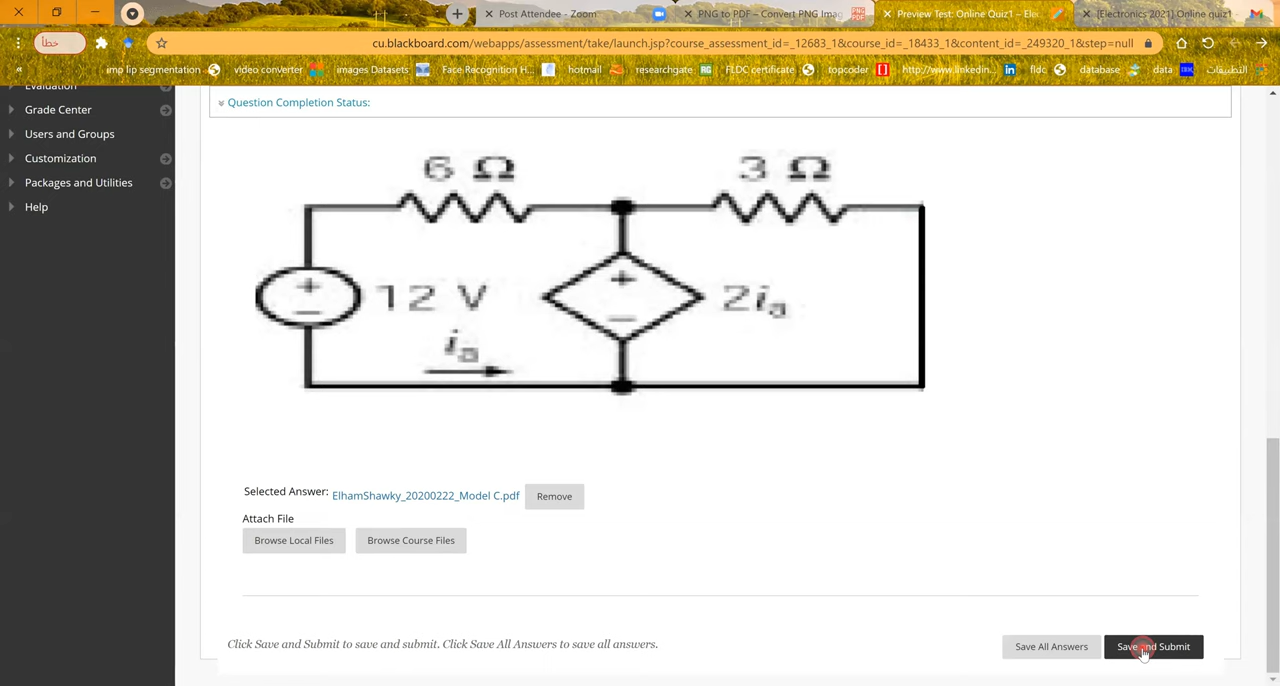 Post Attendee - Zoom
PNG to PDF – Convert PNG Imag
Preview Test: Online Quiz1 – Ele
[Electronics 2021] Online quiz1
خطأ
cu.blackboard.com/webapps/assessment/take/launch.jsp?course_assessment_id=_12683_1&course_id=_18433_1&content_id=_249320_1&step=null
« imp lip segmentation video converter images Datasets Face Recognition H... hotmail researchgate FLDC certificate topcoder http://www.linkedin... fldc database data التطبيقات
Evaluation
Grade Center
Users and Groups
Customization
Packages and Utilities
Help
Question Completion Status:
6 Ω 3 Ω
+ +
12 V 2ia
− −
ia
Selected Answer: ElhamShawky_20200222_Model C.pdf Remove
Attach File
Browse Local Files Browse Course Files
Click Save and Submit to save and submit. Click Save All Answers to save all answers.
Save All Answers Save and Submit